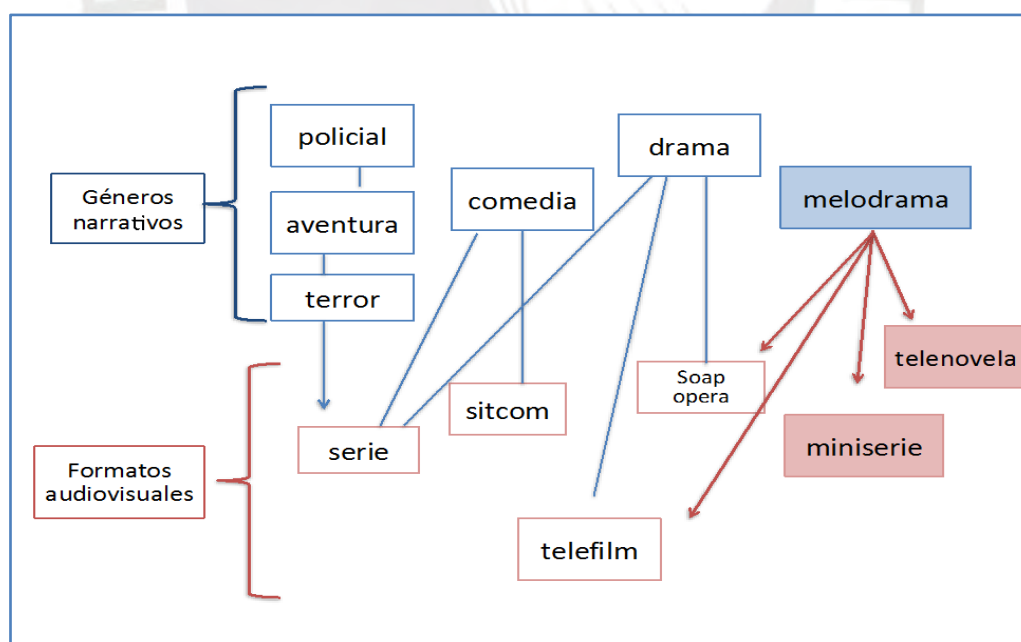 policial
drama
Géneros
narrativos
comedia
melodrama
aventura
terror
telenovela
Soap
opera
sitcom
serie
miniserie
Formatos
audiovisuales
telefilm